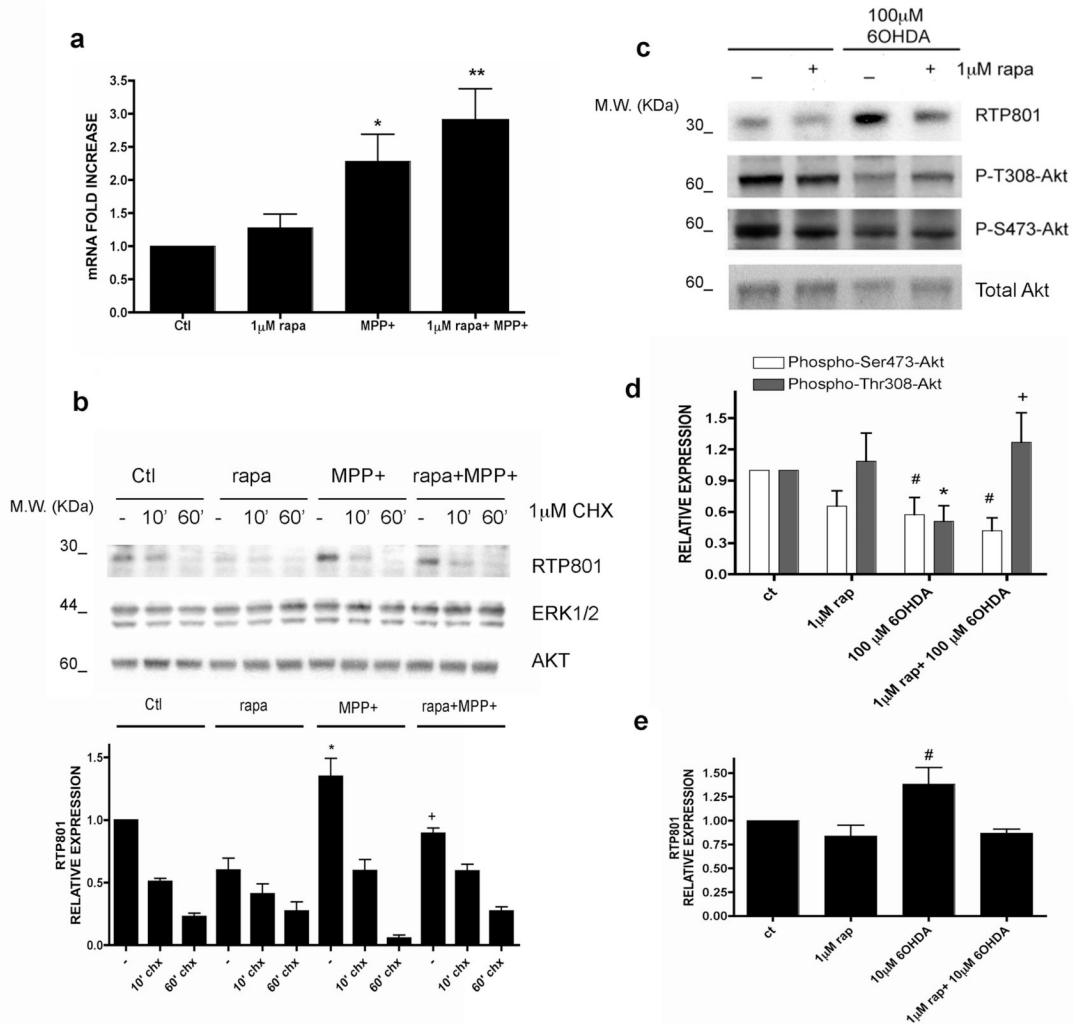 a
mRNA FOLD INCREASE
3.5
3.0
2.5
2.0
1.5
1.0
0.5
0.0
*
**
Ctl
1μM rapa
MPP+
1μM rapa+ MPP+
b
Ctl
rapa
MPP+
rapa+MPP+
M.W. (KDa)
- 10' 60' - 10' 60' - 10' 60' - 10' 60'
1μM CHX
30_
RTP801
44_
ERK1/2
60_
AKT
Ctl
rapa
MPP+
rapa+MPP+
RTP801
RELATIVE EXPRESSION
1.5
1.0
0.5
0.0
*
+
- 10' chx 60' chx - 10' chx 60' chx - 10' chx 60' chx - 10' chx 60' chx
c
100μM
6OHDA
– + – + 1μM rapa
M.W. (KDa)
30_
RTP801
60_
P-T308-Akt
P-S473-Akt
60_
Total Akt
d
Phospho-Ser473-Akt
Phospho-Thr308-Akt
RELATIVE EXPRESSION
1.5
1.2
0.9
0.6
0.3
0.0
#
*
#
+
ct
1μM rap
100 μM 6OHDA
1μM rap+ 100 μM 6OHDA
e
RTP801
RELATIVE EXPRESSION
1.50
1.25
1.00
0.75
0.50
0.25
0.00
#
ct
1μM rap
10μM 6OHDA
1μM rap+ 10μM 6OHDA